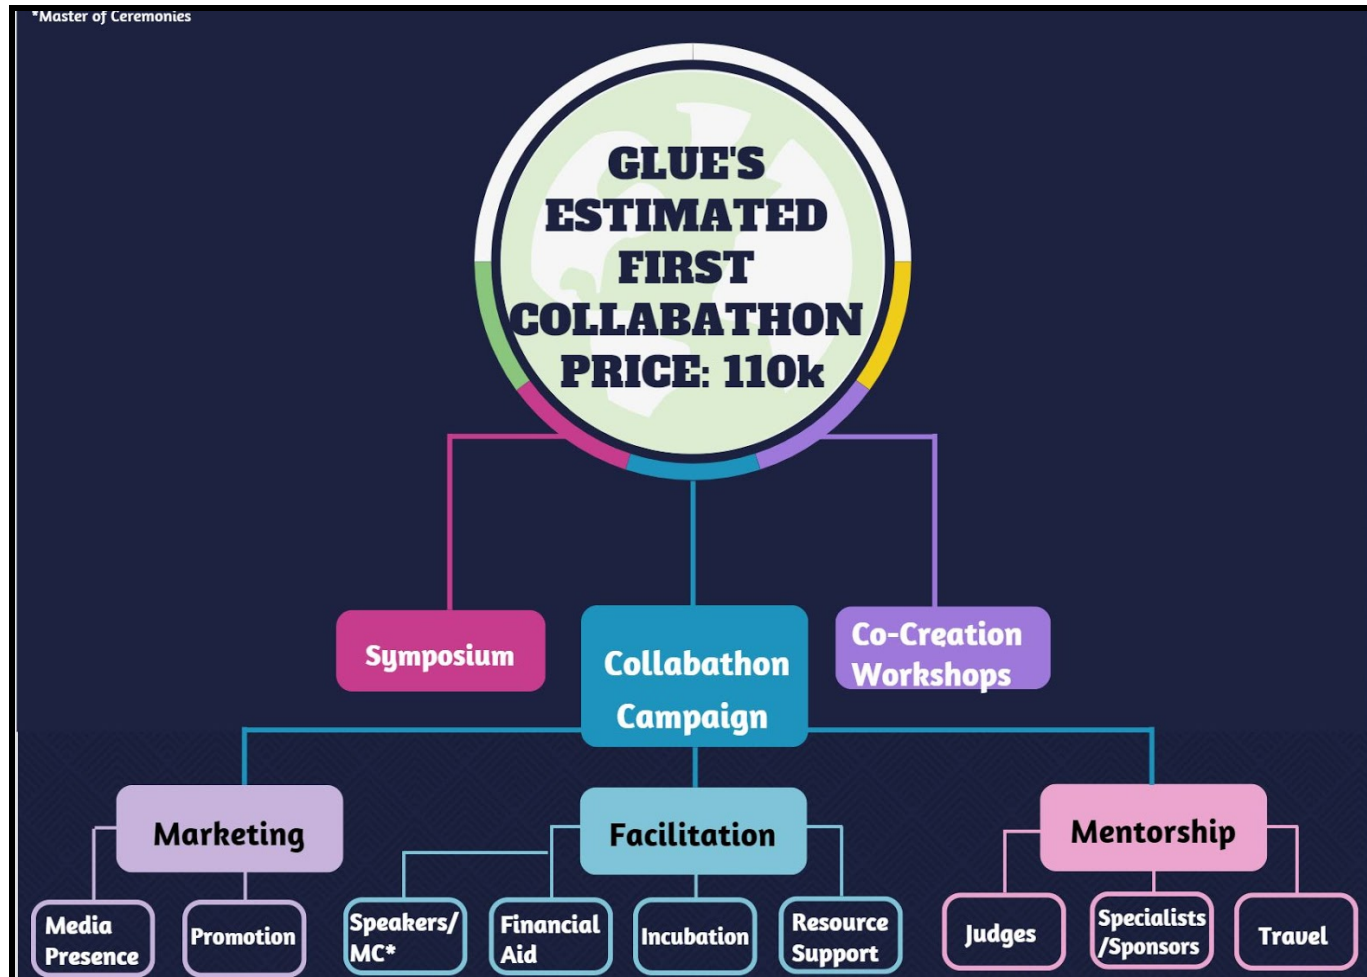 *Master of Ceremonies
GLUE'S
ESTIMATED
FIRST
COLLABATHON
PRICE: 110k
Symposium
Collabathon
Campaign
Co-Creation
Workshops
Marketing
Facilitation
Mentorship
Media
Presence
Promotion
Speakers/
MC*
Financial
Aid
Incubation
Resource
Support
Judges
Specialists
/Sponsors
Travel